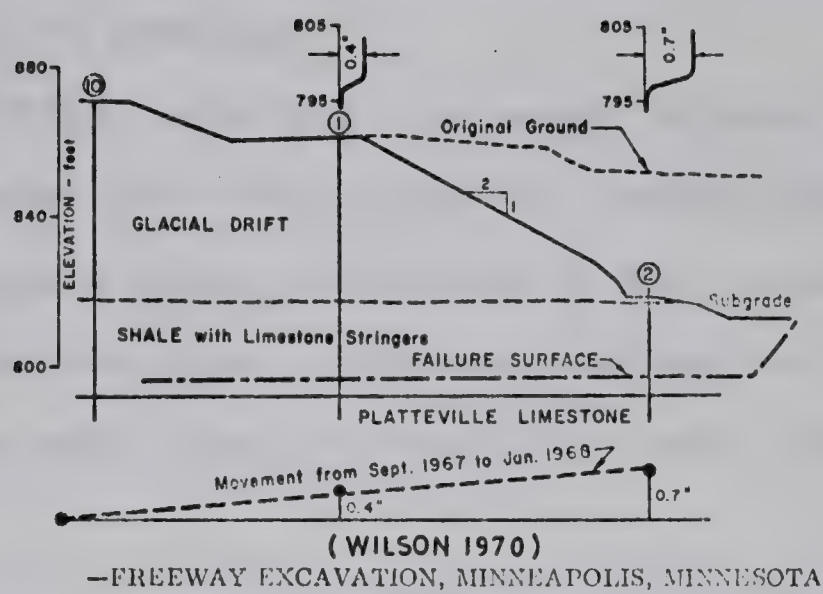 805
0.4"
795
805
0.7"
795
880
10
1
Original Ground
ELEVATION - feet
2
1
840
GLACIAL DRIFT
2
Subgrade
SHALE with Limestone Stringers
800
FAILURE SURFACE
PLATTEVILLE LIMESTONE
Movement from Sept. 1967 to Jan. 1968
0.4"
0.7"
(WILSON 1970)
—FREEWAY EXCAVATION, MINNEAPOLIS, MINNESOTA